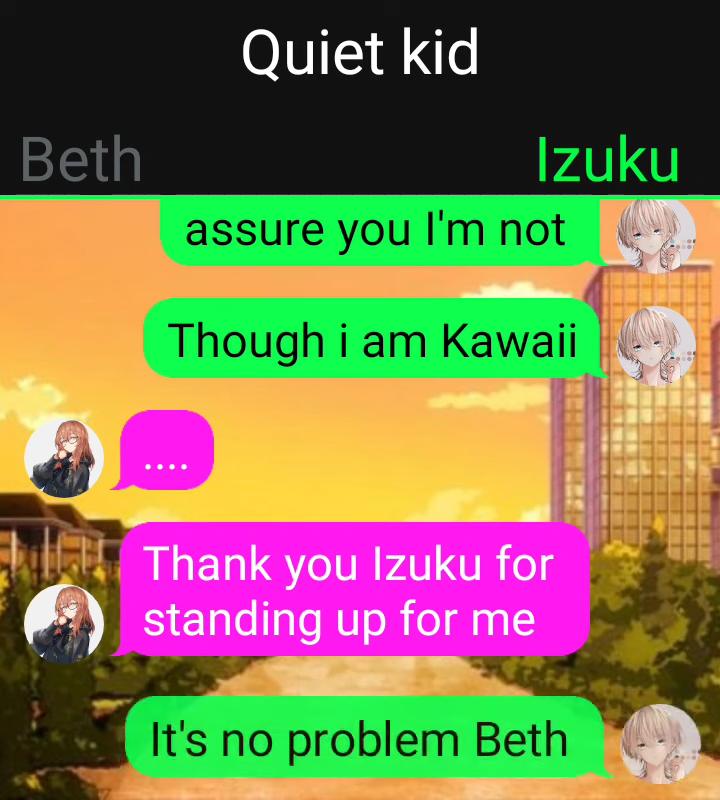 Quiet kid
Beth
Izuku
assure you I'm not
Though i am Kawaii
....
Thank you Izuku for
standing up for me
It's no problem Beth